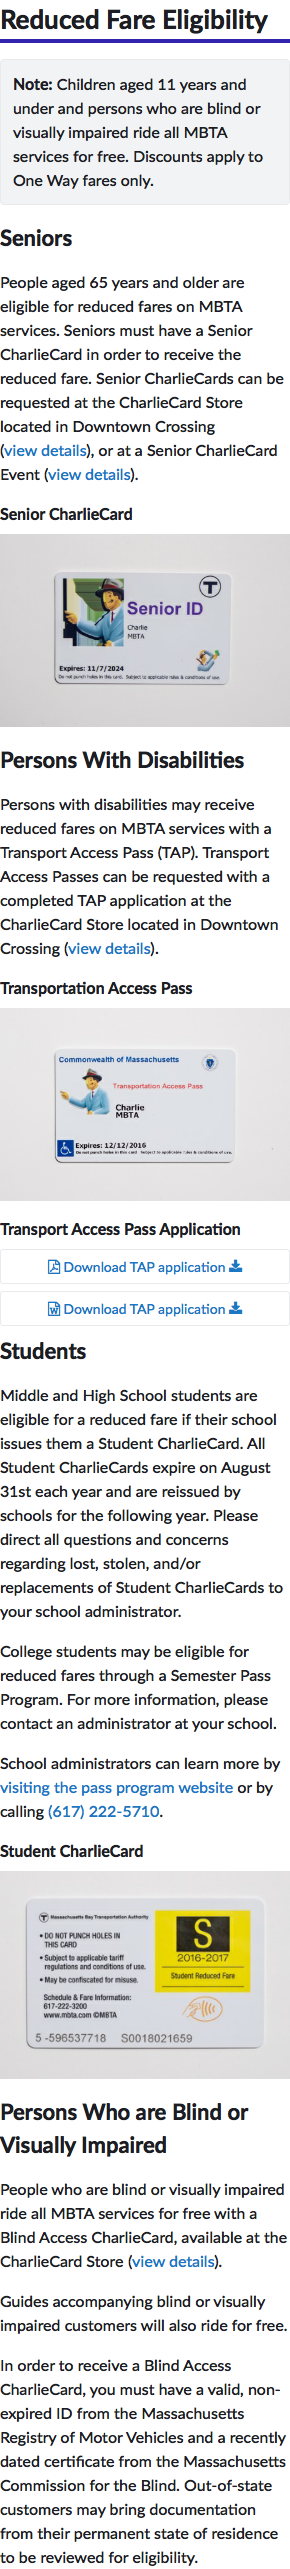 Reduced Fare Eligibility
Note: Children aged 11 years and
under and persons who are blind or
visually impaired ride all MBTA
services for free. Discounts apply to
One Way fares only.
Seniors
People aged 65 years and older are
eligible for reduced fares on MBTA
services. Seniors must have a Senior
CharlieCard in order to receive the
reduced fare. Senior CharlieCards can be
requested at the CharlieCard Store
located in Downtown Crossing
(view details), or at a Senior CharlieCard
Event (view details).
Senior CharlieCard
T
Senior ID
Charlie
MBTA
Expires: 11/7/2024
Do not punch holes in this card. Subject to applicable rules & conditions of use.
Persons With Disabilities
Persons with disabilities may receive
reduced fares on MBTA services with a
Transport Access Pass (TAP). Transport
Access Passes can be requested with a
completed TAP application at the
CharlieCard Store located in Downtown
Crossing (view details).
Transportation Access Pass
Commonwealth of Massachusetts
Transportation Access Pass
Charlie
MBTA
Expires: 12/12/2016
Do not punch holes in this card Subject to applicable rules & conditions of use.
Transport Access Pass Application
Download TAP application
Download TAP application
Students
Middle and High School students are
eligible for a reduced fare if their school
issues them a Student CharlieCard. All
Student CharlieCards expire on August
31st each year and are reissued by
schools for the following year. Please
direct all questions and concerns
regarding lost, stolen, and/or
replacements of Student CharlieCards to
your school administrator.
College students may be eligible for
reduced fares through a Semester Pass
Program. For more information, please
contact an administrator at your school.
School administrators can learn more by
visiting the pass program website or by
calling (617) 222-5710.
Student CharlieCard
T Massachusetts Bay Transportation Authority
• DO NOT PUNCH HOLES IN
THIS CARD
• Subject to applicable tariff
regulations and conditions of use.
• May be confiscated for misuse.
Schedule & Fare Information:
617-222-3200
www.mbta.com ©MBTA
S
2016-2017
Student Reduced Fare
5 -596537718 S0018021659
Persons Who are Blind or
Visually Impaired
People who are blind or visually impaired
ride all MBTA services for free with a
Blind Access CharlieCard, available at the
CharlieCard Store (view details).
Guides accompanying blind or visually
impaired customers will also ride for free.
In order to receive a Blind Access
CharlieCard, you must have a valid, non-
expired ID from the Massachusetts
Registry of Motor Vehicles and a recently
dated certificate from the Massachusetts
Commission for the Blind. Out-of-state
customers may bring documentation
from their permanent state of residence
to be reviewed for eligibility.